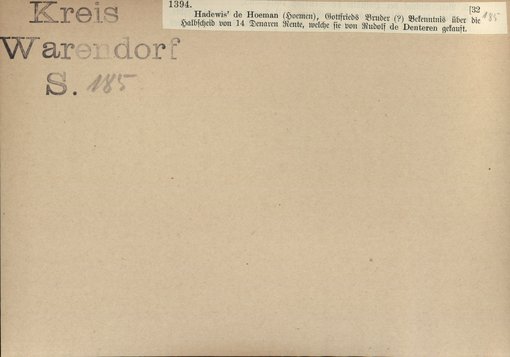 Kreis
Warendorf
S. 185
1394. [32
Hadewis' de Hoeman (Hoemen), Gottfrieds Bruder (?) Bekenntnis über die 185
Halbscheid von 14 Denaren Rente, welche sie von Rudolf de Denteren gekauft.